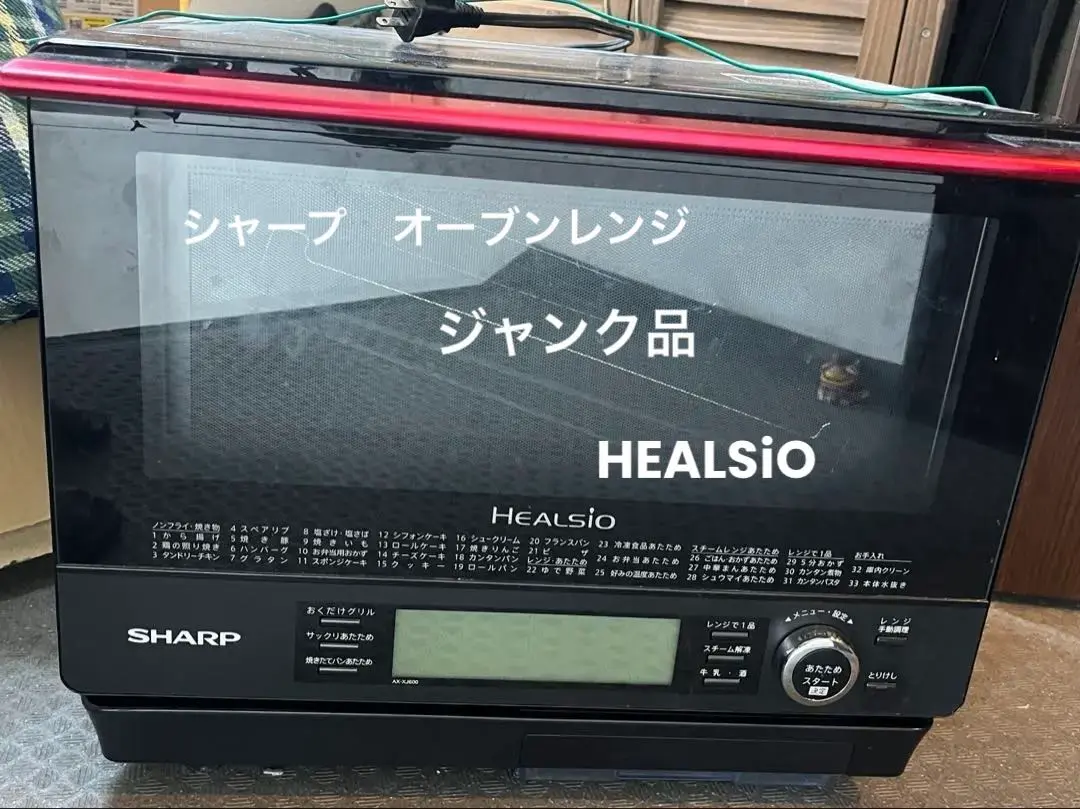 シャープ　オーブンレンジ
ジャンク品
HEALSiO
HEALSIO
ノンフライ・焼き物
1 から揚げ
2 鶏の照り焼き
3 タンドリーチキン
4 スペアリブ
5 焼き豚
6 ハンバーグ
7 グラタン
8 塩ざけ・塩さば
9 焼きいも
10 お弁当用おかず
11 スポンジケーキ
12 シフォンケーキ
13 ロールケーキ
14 チーズケーキ
15 クッキー
16 シュークリーム
17 焼きりんご
18 カンタンパン
19 ロールパン
20 フランスパン
21 ピザ
レンジ・あたため
22 ゆで野菜
23 冷凍食品あたため
24 お弁当あたため
25 好みの温度あたため
スチームレンジあたため
26 ごはん・おかずあたため
27 中華まんあたため
28 シュウマイあたため
レンジで1品
29 5分おかず
30 カンタン煮物
31 カンタンパスタ
お手入れ
32 庫内クリーン
33 本体水抜き
SHARP
おくだけグリル
サックリあたため
焼きたてパンあたため
AX-XJ600
レンジで1品
スチーム解凍
牛乳・酒
◀メニュー・設定▶
あたため
スタート
決定
レンジ
手動調理
とりけし